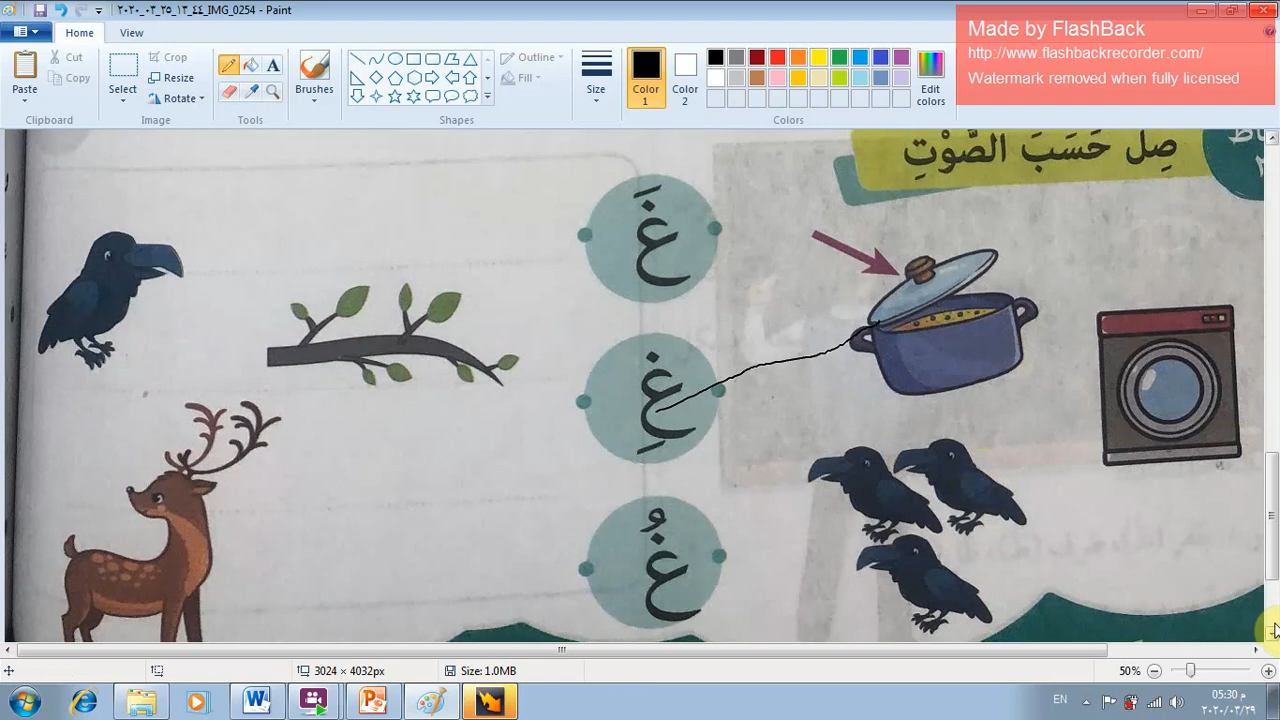 ٢٠٢٠_٠٣_٢٥_١٣_٤٤_IMG_0254 - Paint
Made by FlashBack
http://www.flashbackrecorder.com/
Watermark removed when fully licensed
Home View
Paste
Cut
Copy
Clipboard
Select
Crop
Resize
Rotate
Image
Tools
Brushes
Shapes
Outline
Fill
Size
Color 1
Color 2
Edit colors
Colors
صِلْ حَسَبَ الصَّوْتِ
غَ
غِ
غُ
3024 × 4032px
Size: 1.0MB
50%
EN
05:30 م
٢٠٢٠/٠٣/٢٩